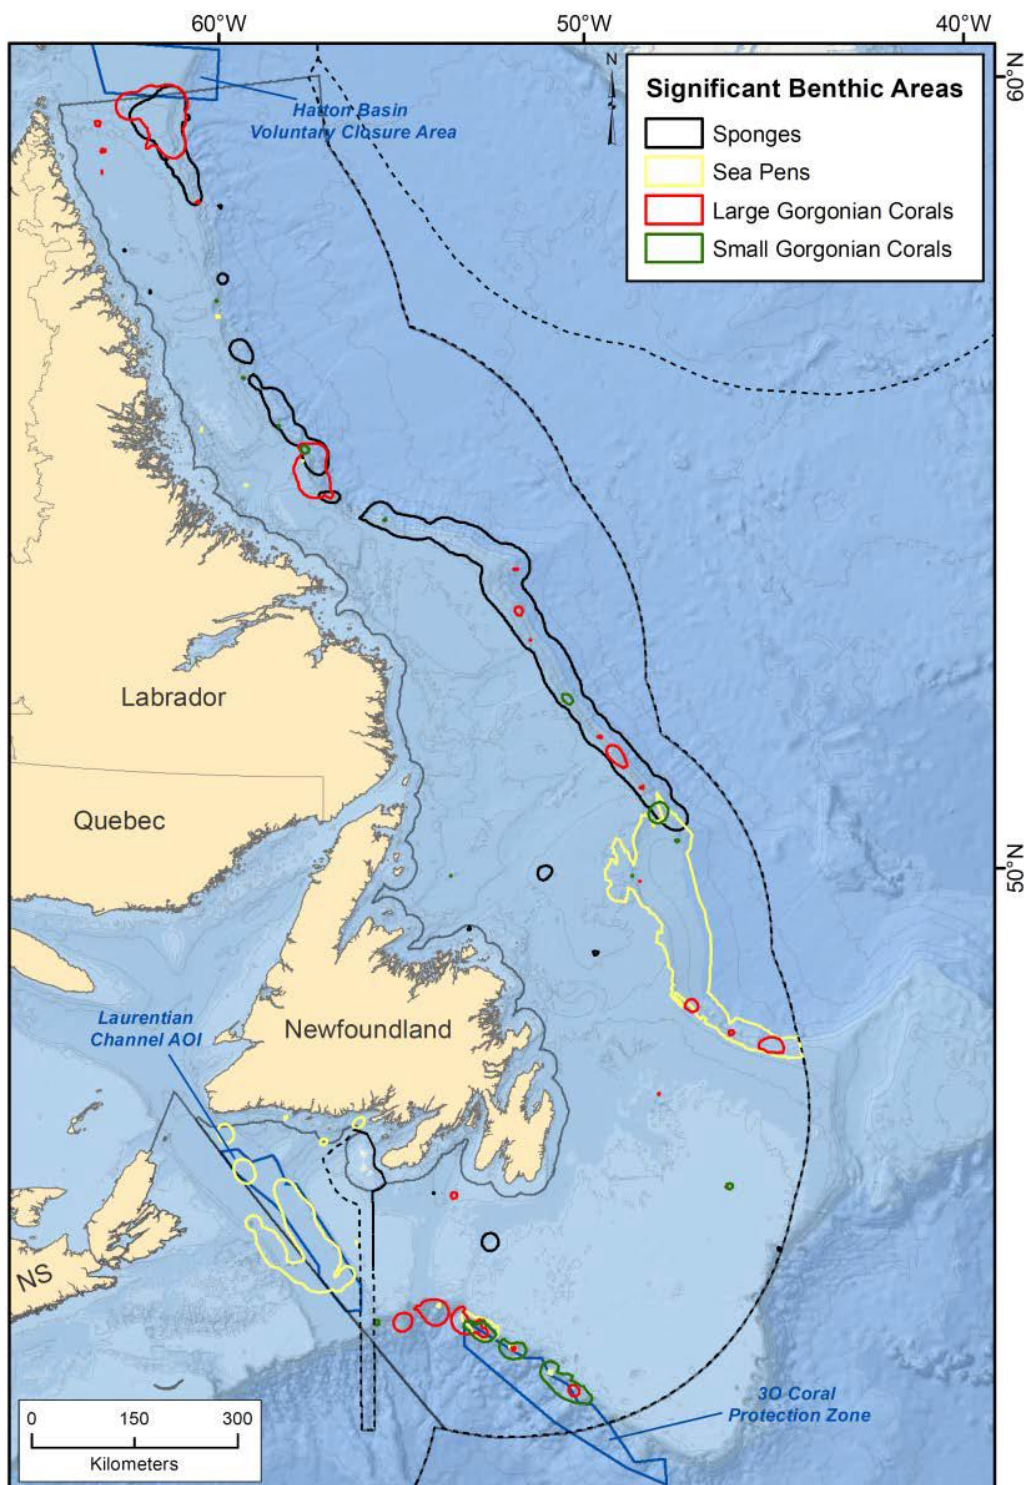 60°W
50°W
40°W
60°N
N
Significant Benthic Areas
Sponges
Sea Pens
Large Gorgonian Corals
Small Gorgonian Corals
Hatton Basin
Voluntary Closure Area
Labrador
Quebec
50°N
Laurentian
Channel AOI
Newfoundland
NS
3O Coral
Protection Zone
0 150 300
Kilometers